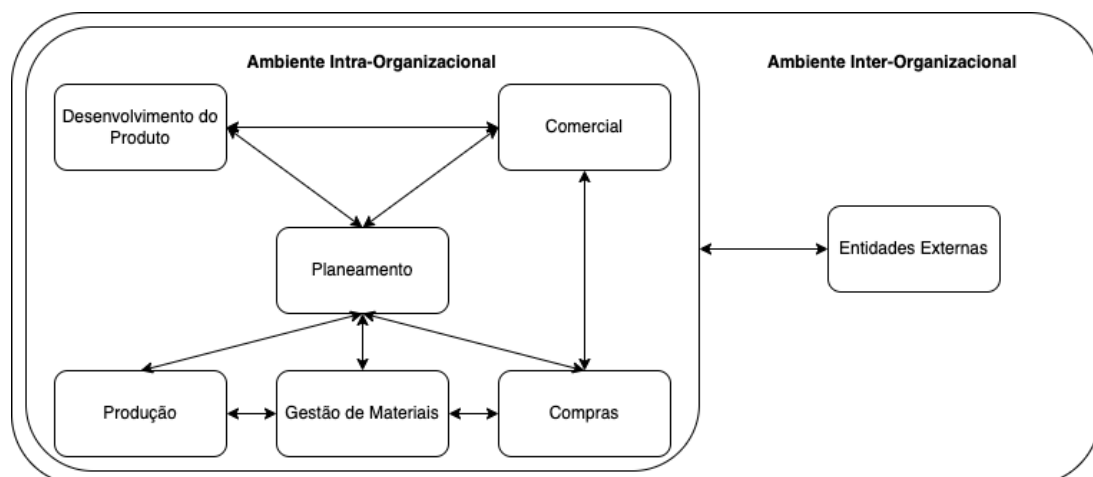 Ambiente Intra-Organizacional
Ambiente Inter-Organizacional
Desenvolvimento do
Produto
Comercial
Planeamento
Entidades Externas
Produção
Gestão de Materiais
Compras